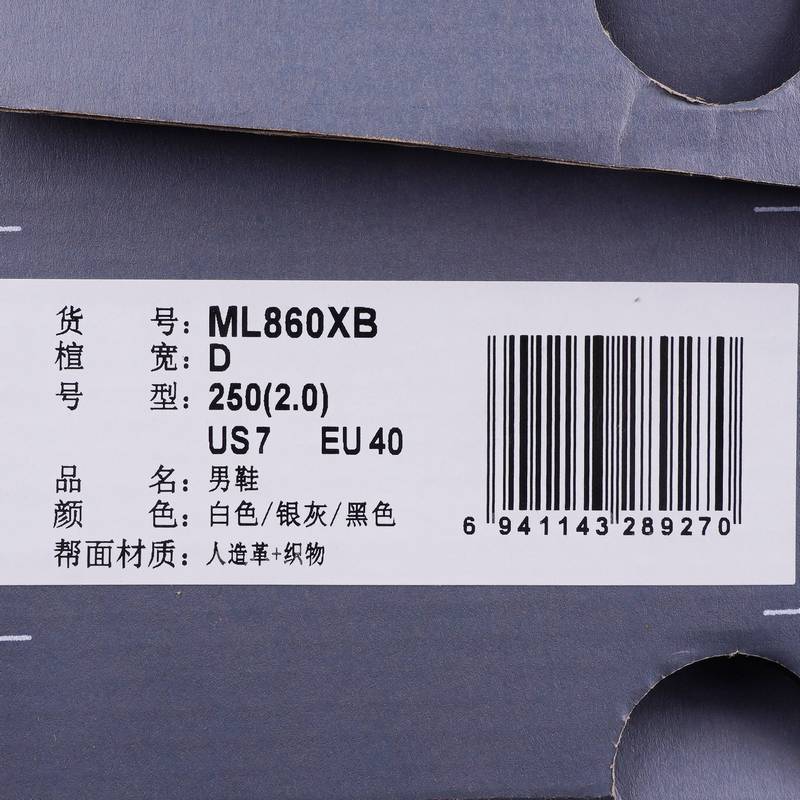 货 号：ML860XB
楦 宽：D
号 型：250(2.0)
US 7 EU 40
品 名：男鞋
颜 色：白色/银灰/黑色
帮面材质：人造革+织物
6 941143 289270